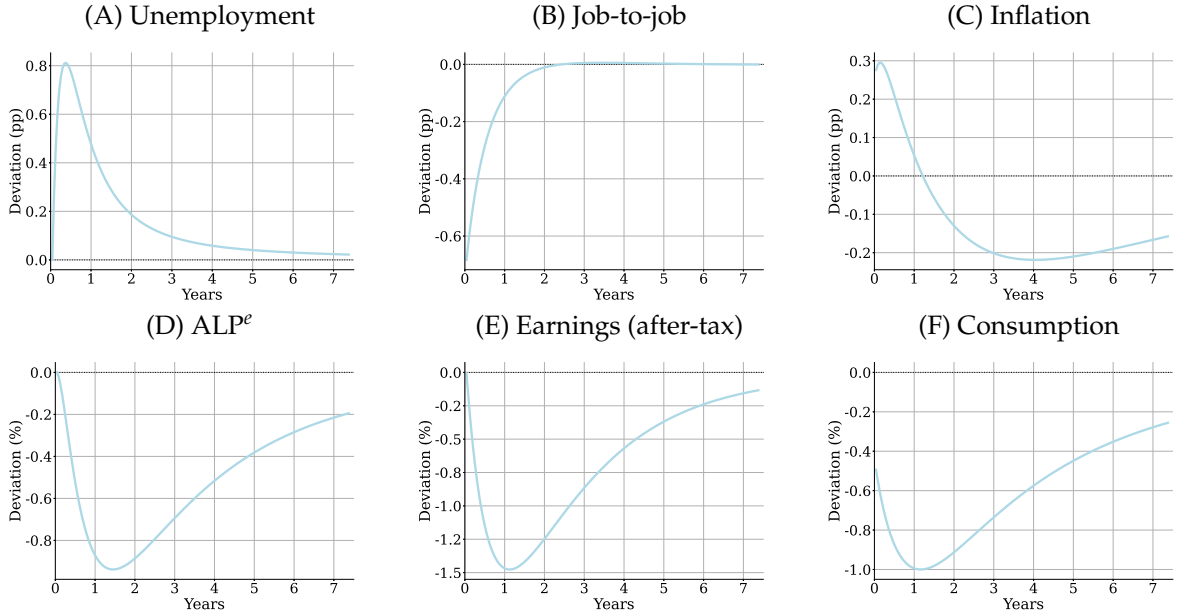 (A) Unemployment
Deviation (pp)
0.8
0.6
0.4
0.2
0.0
0 1 2 3 4 5 6 7
Years
(B) Job-to-job
Deviation (pp)
0.0
-0.2
-0.4
-0.6
0 1 2 3 4 5 6 7
Years
(C) Inflation
Deviation (pp)
0.3
0.2
0.1
0.0
-0.1
-0.2
0 1 2 3 4 5 6 7
Years
(D) ALPᵉ
Deviation (%)
0.0
-0.2
-0.4
-0.6
-0.8
0 1 2 3 4 5 6 7
Years
(E) Earnings (after-tax)
Deviation (%)
0.0
-0.2
-0.5
-0.8
-1.0
-1.2
-1.5
0 1 2 3 4 5 6 7
Years
(F) Consumption
Deviation (%)
0.0
-0.2
-0.4
-0.6
-0.8
-1.0
0 1 2 3 4 5 6 7
Years